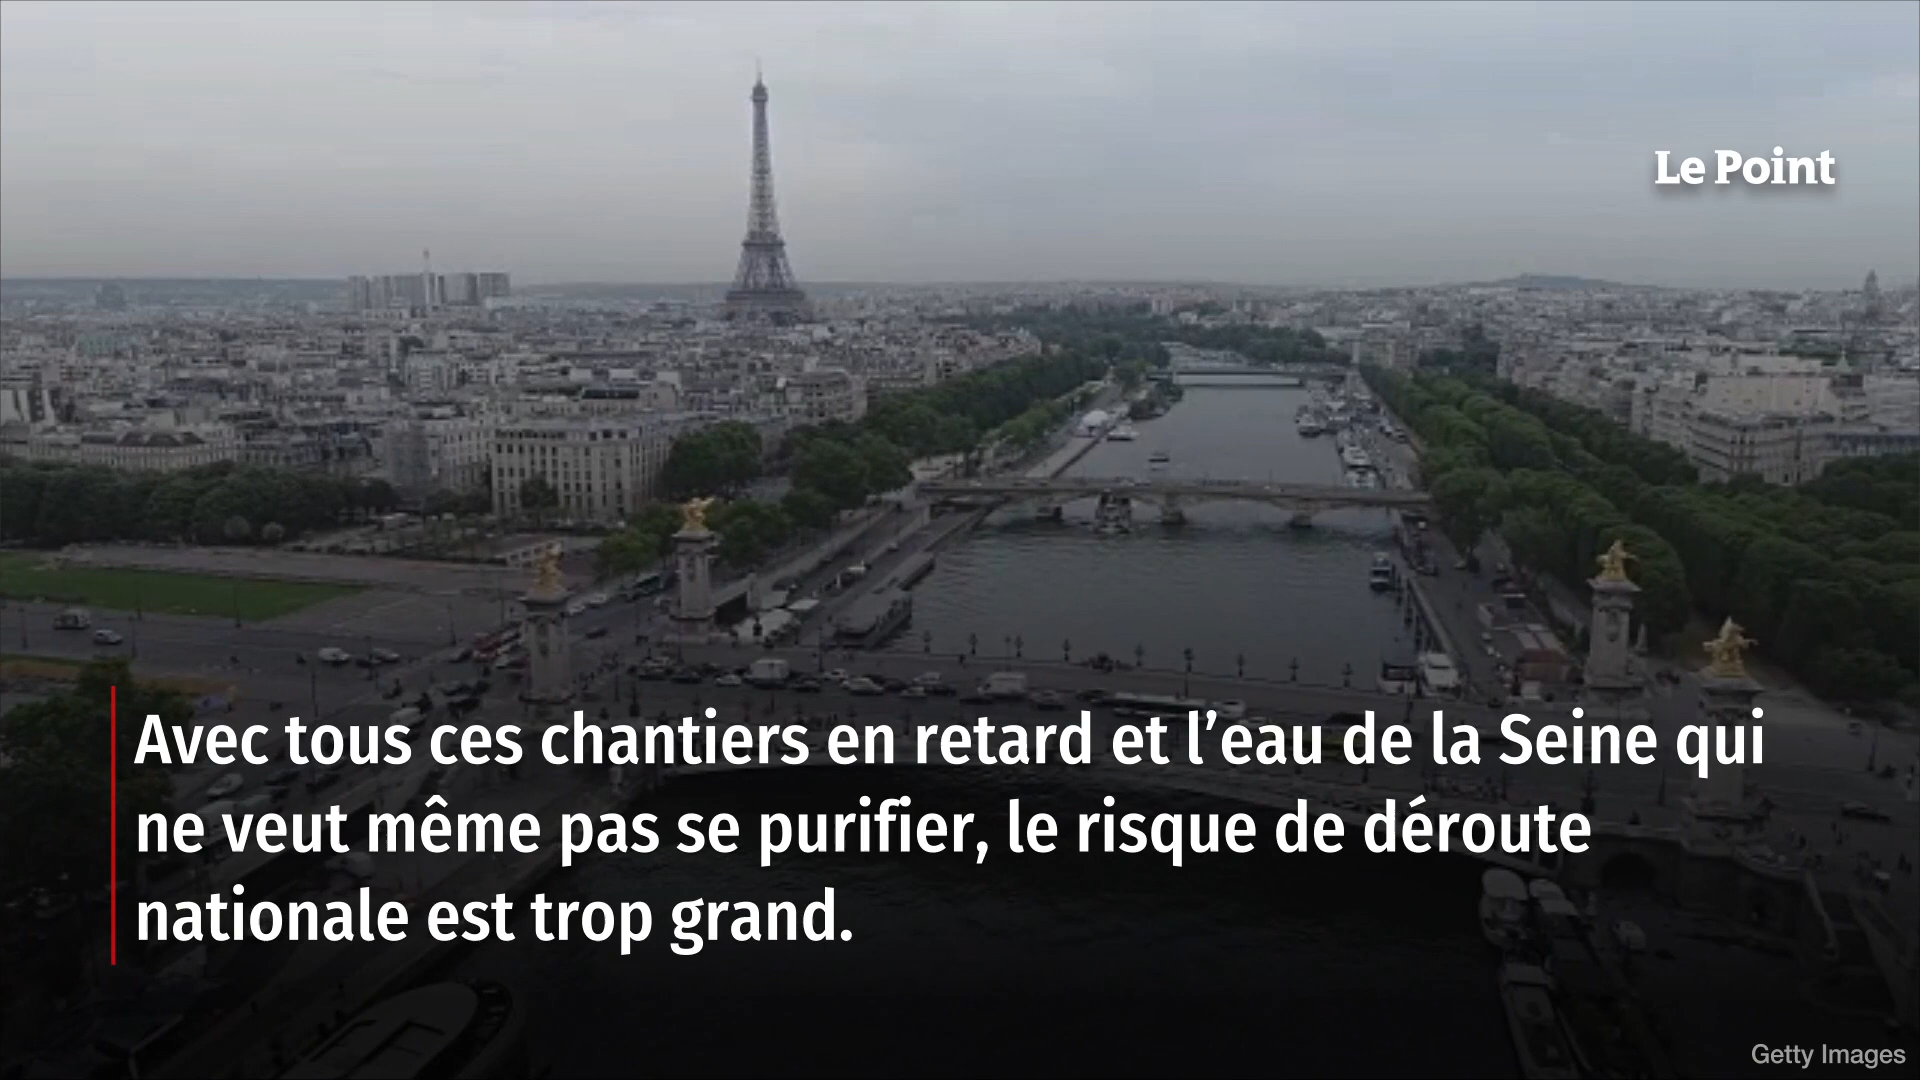 Le Point
Avec tous ces chantiers en retard et l’eau de la Seine qui
ne veut même pas se purifier, le risque de déroute
nationale est trop grand.
Getty Images